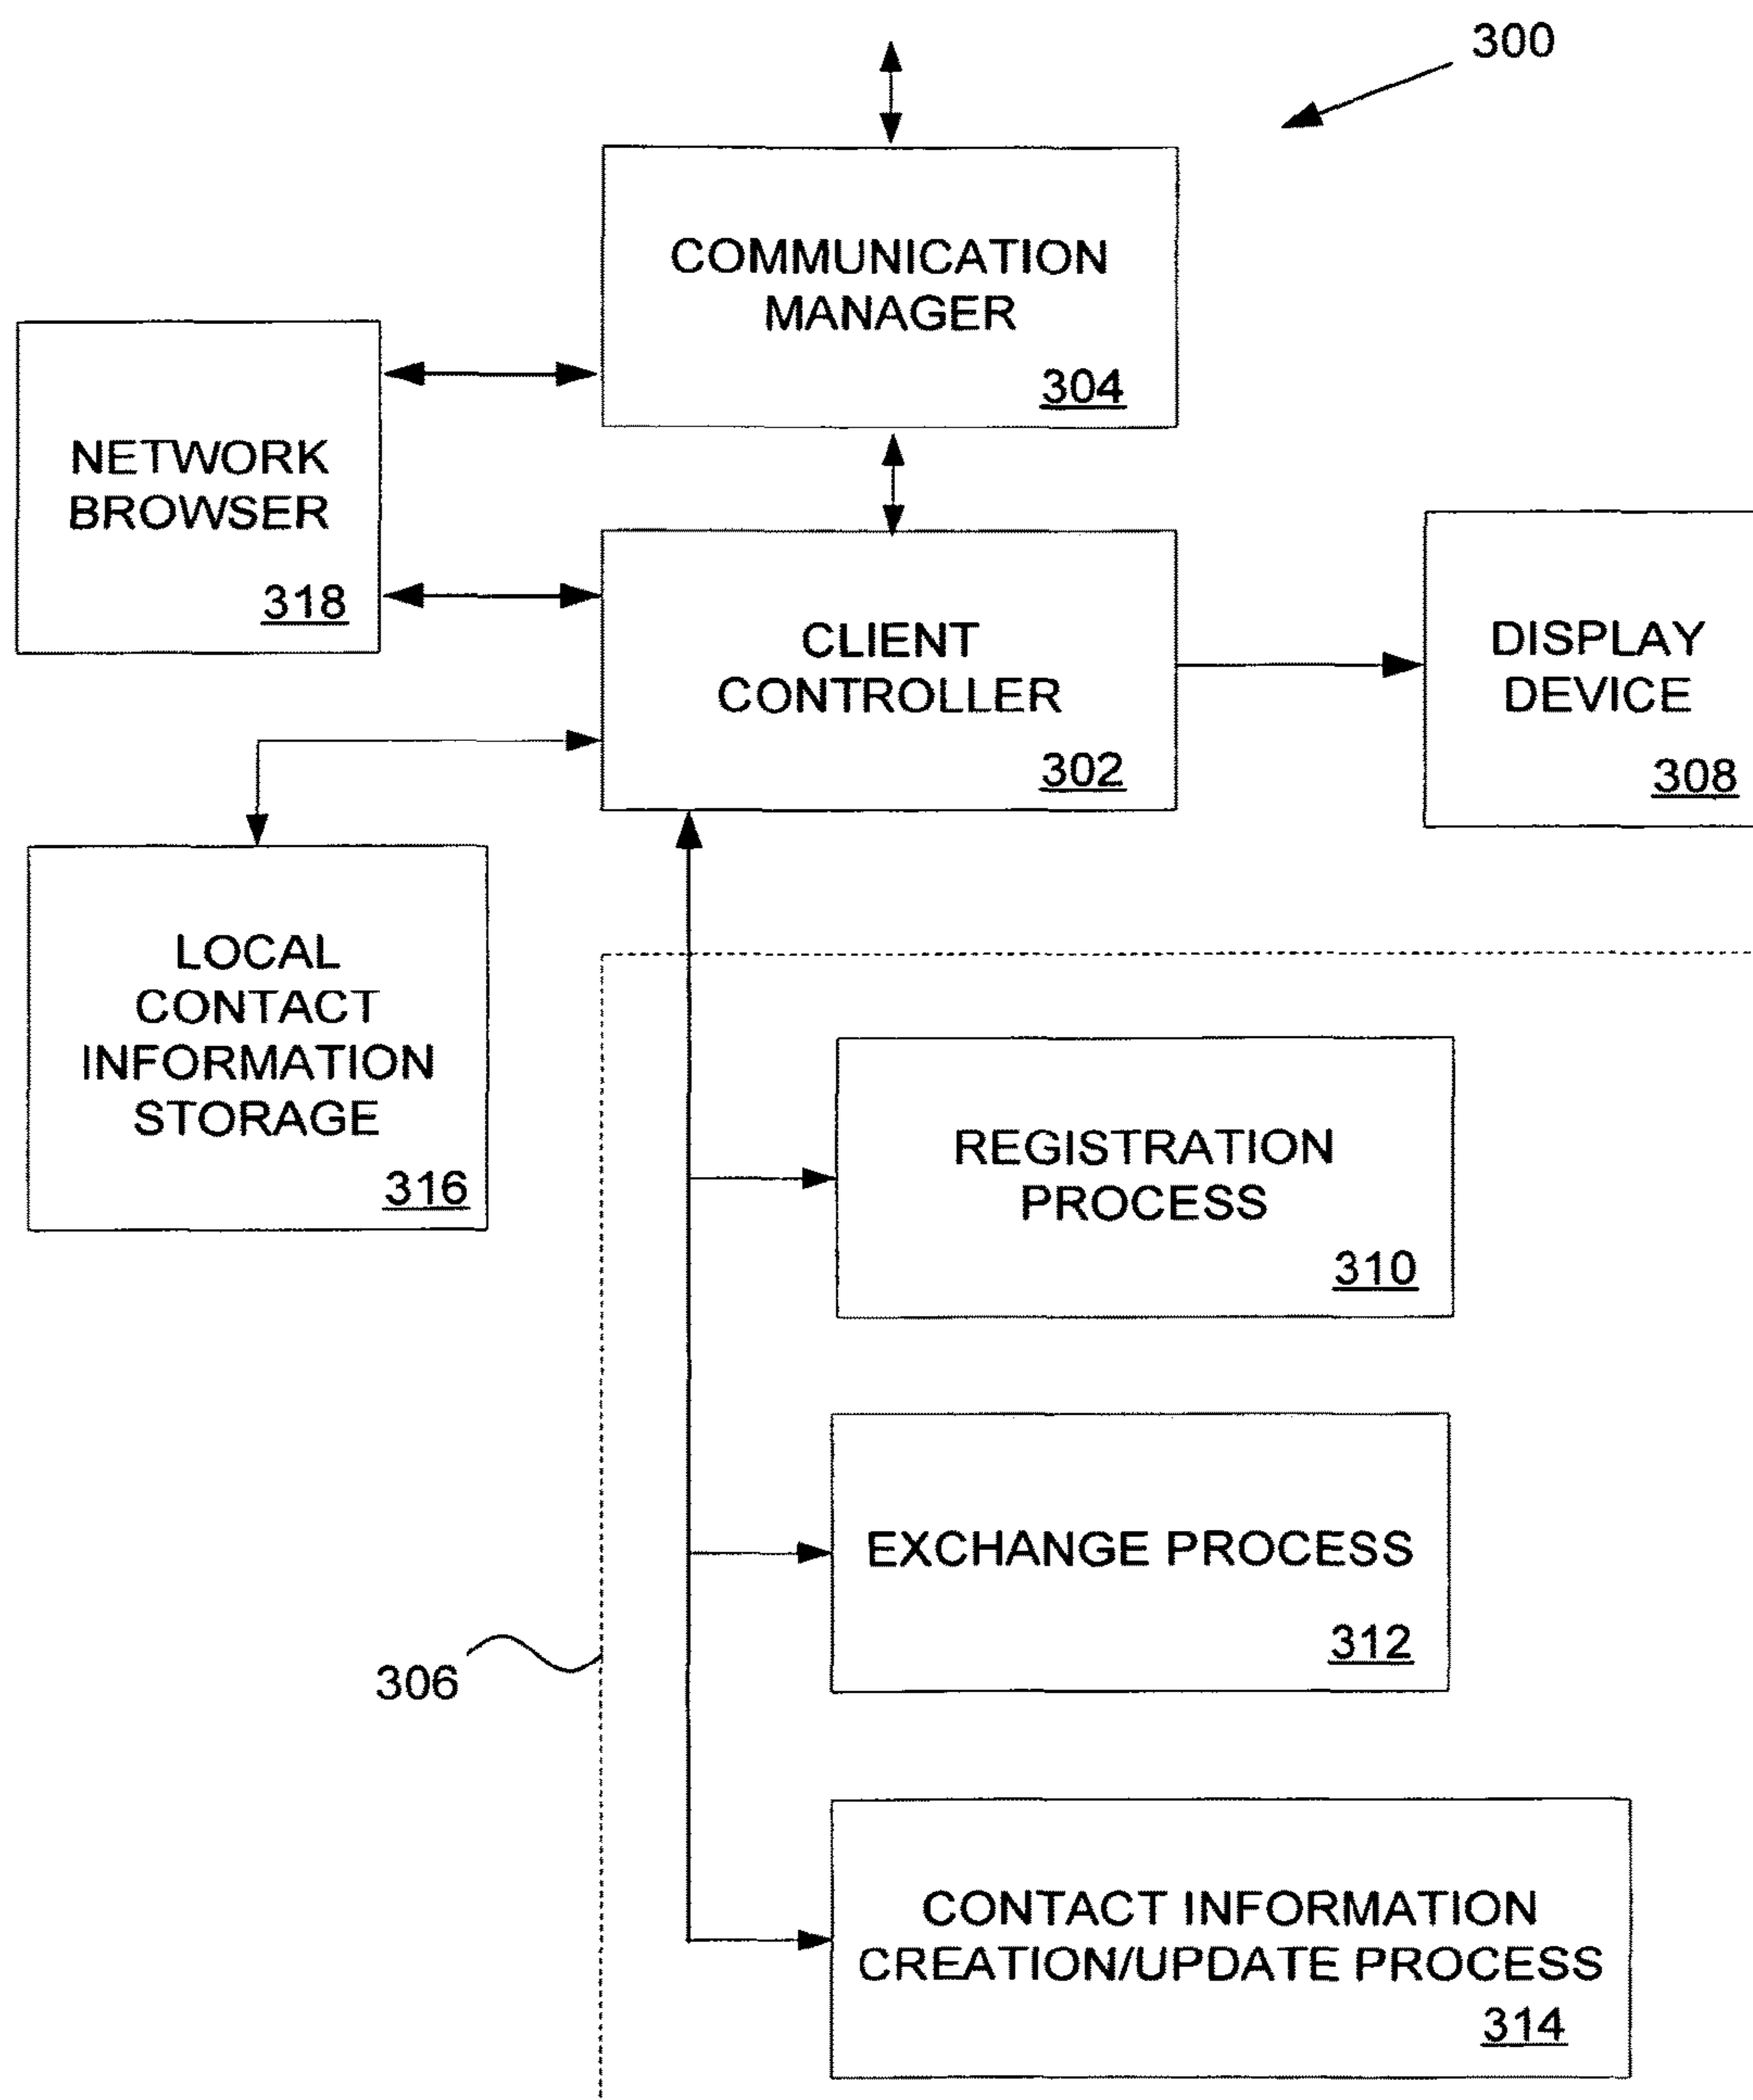 300
COMMUNICATION
MANAGER
304
NETWORK
BROWSER
318
CLIENT
CONTROLLER
302
DISPLAY
DEVICE
308
LOCAL
CONTACT
INFORMATION
STORAGE
316
REGISTRATION
PROCESS
310
EXCHANGE PROCESS
312
306
CONTACT INFORMATION
CREATION/UPDATE PROCESS
314